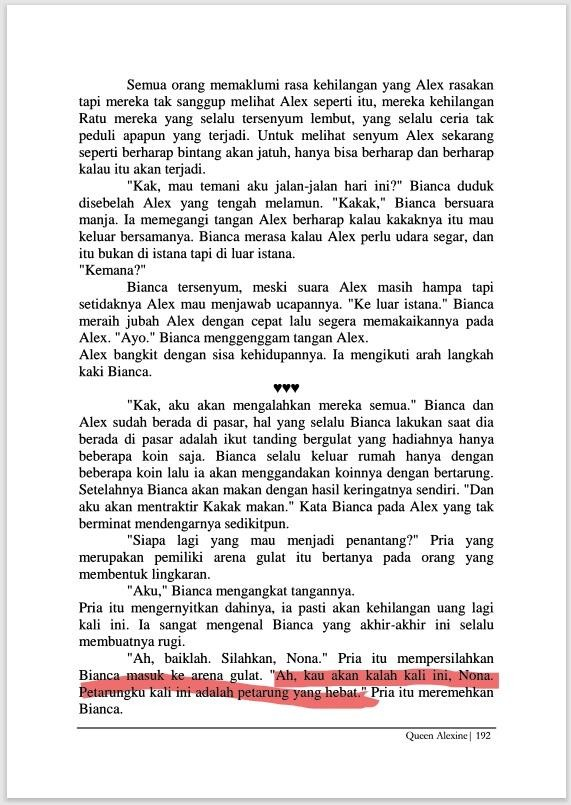 Semua orang memaklumi rasa kehilangan yang Alex rasakan
tapi mereka tak sanggup melihat Alex seperti itu, mereka kehilangan
Ratu mereka yang selalu tersenyum lembut, yang selalu ceria tak
peduli apapun yang terjadi. Untuk melihat senyum Alex sekarang
seperti berharap bintang akan jatuh, hanya bisa berharap dan berharap
kalau itu akan terjadi.
"Kak, mau temani aku jalan-jalan hari ini?" Bianca duduk
disebelah Alex yang tengah melamun. "Kakak," Bianca bersuara
manja. Ia memegangi tangan Alex berharap kalau kakaknya itu mau
keluar bersamanya. Bianca merasa kalau Alex perlu udara segar, dan
itu bukan di istana tapi di luar istana.
"Kemana?"
Bianca tersenyum, meski suara Alex masih hampa tapi
setidaknya Alex mau menjawab ucapannya. "Ke luar istana." Bianca
meraih jubah Alex dengan cepat lalu segera memakaikannya pada
Alex. "Ayo." Bianca menggenggam tangan Alex.
Alex bangkit dengan sisa kehidupannya. Ia mengikuti arah langkah
kaki Bianca.
♥♥♥
"Kak, aku akan mengalahkan mereka semua." Bianca dan
Alex sudah berada di pasar, hal yang selalu Bianca lakukan saat dia
berada di pasar adalah ikut tanding bergulat yang hadiahnya hanya
beberapa koin saja. Bianca selalu keluar rumah hanya dengan
beberapa koin lalu ia akan menggandakan koinnya dengan bertarung.
Setelahnya Bianca akan makan dengan hasil keringatnya sendiri. "Dan
aku akan mentraktir Kakak makan." Kata Bianca pada Alex yang tak
berminat mendengarnya sedikitpun.
"Siapa lagi yang mau menjadi penantang?" Pria yang
merupakan pemiliki arena gulat itu bertanya pada orang yang
membentuk lingkaran.
"Aku," Bianca mengangkat tangannya.
Pria itu mengernyitkan dahinya, ia pasti akan kehilangan uang lagi
kali ini. Ia sangat mengenal Bianca yang akhir-akhir ini selalu
membuatnya rugi.
"Ah, baiklah. Silahkan, Nona." Pria itu mempersilahkan
Bianca masuk ke arena gulat. "Ah, kau akan kalah kali ini, Nona.
Petarungku kali ini adalah petarung yang hebat." Pria itu meremehkan
Bianca.
Queen Alexine| 192